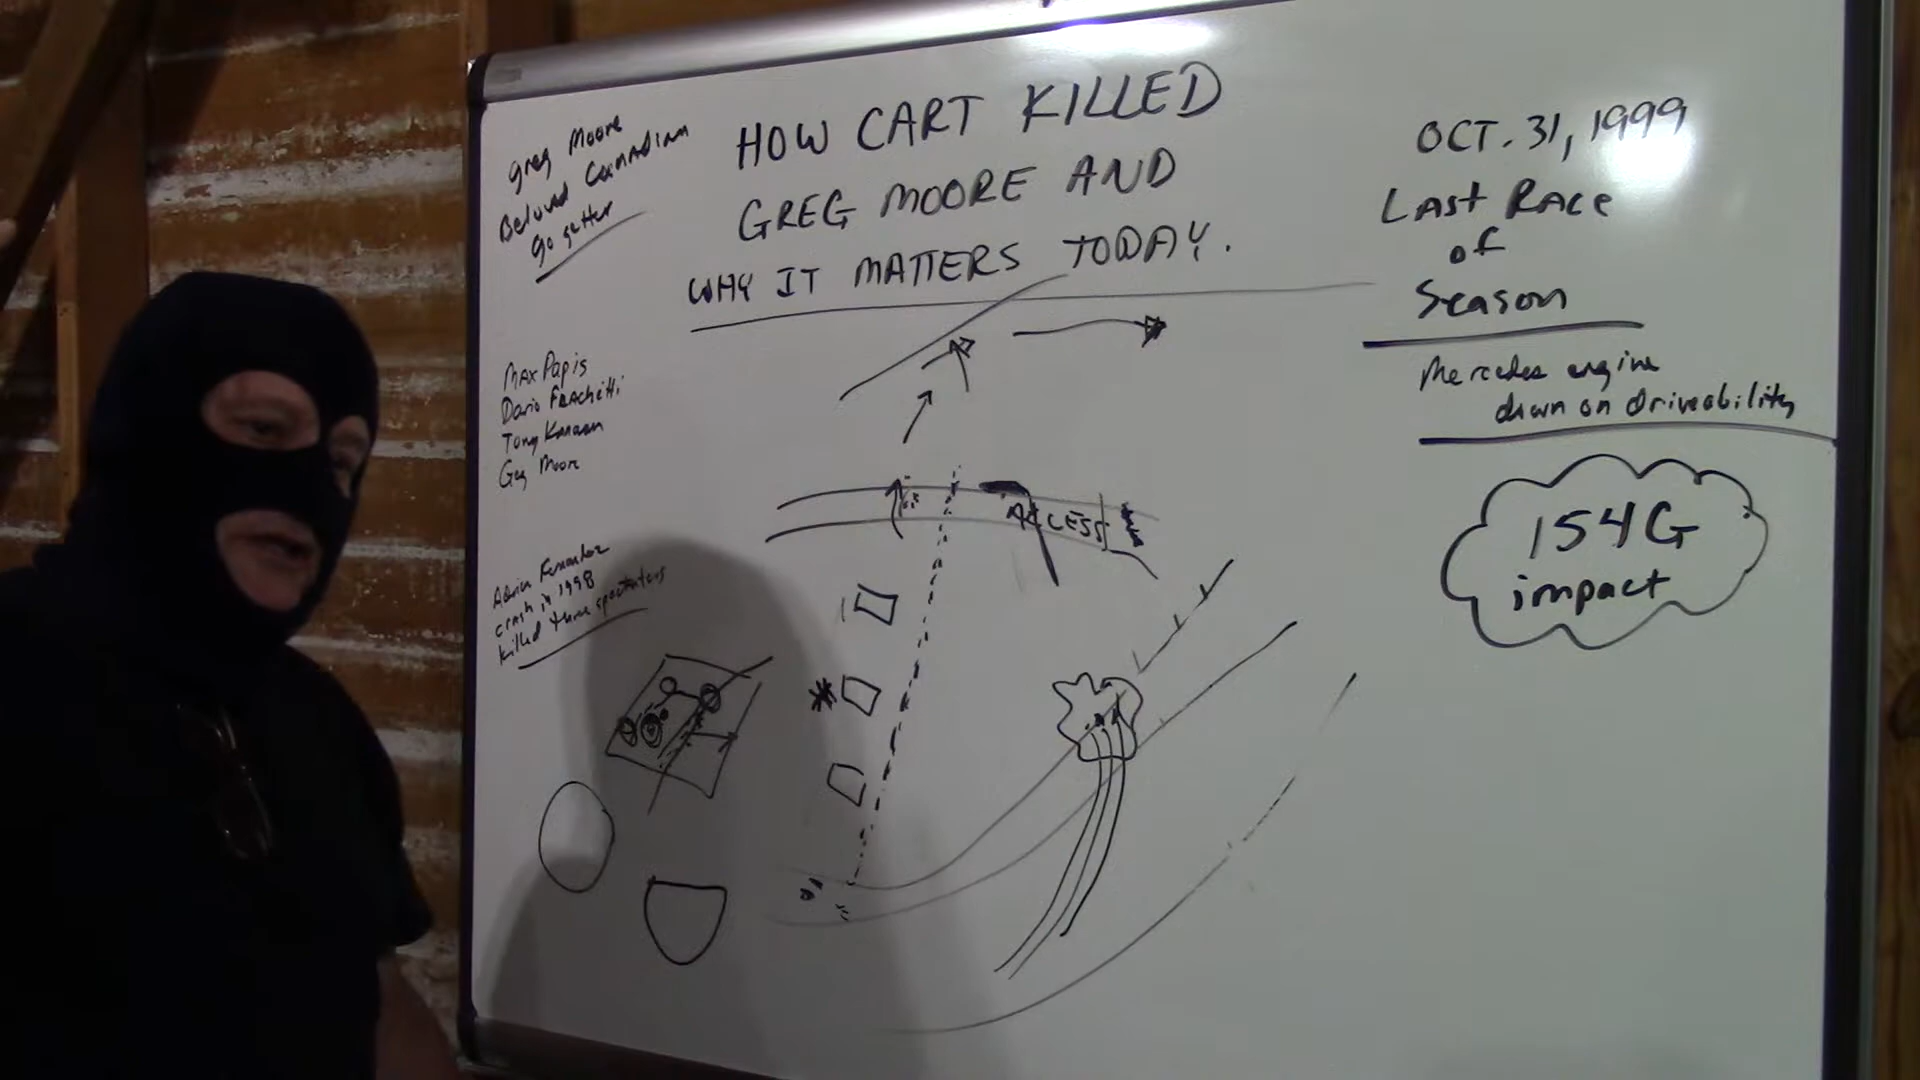 HOW CART KILLED
GREG MOORE AND
WHY IT MATTERS TODAY.
Greg Moore
Beloved Canadian
go getter
Max Papis
Dario FRAchetti
Tony Kanaan
Geg Moore
Adrian Fernandez
crash in 1998
killed three spectators
ACCESS
OCT. 31, 1999
LAST RACE
of
Season
Mercedes engine
down on driveability
154G
impact